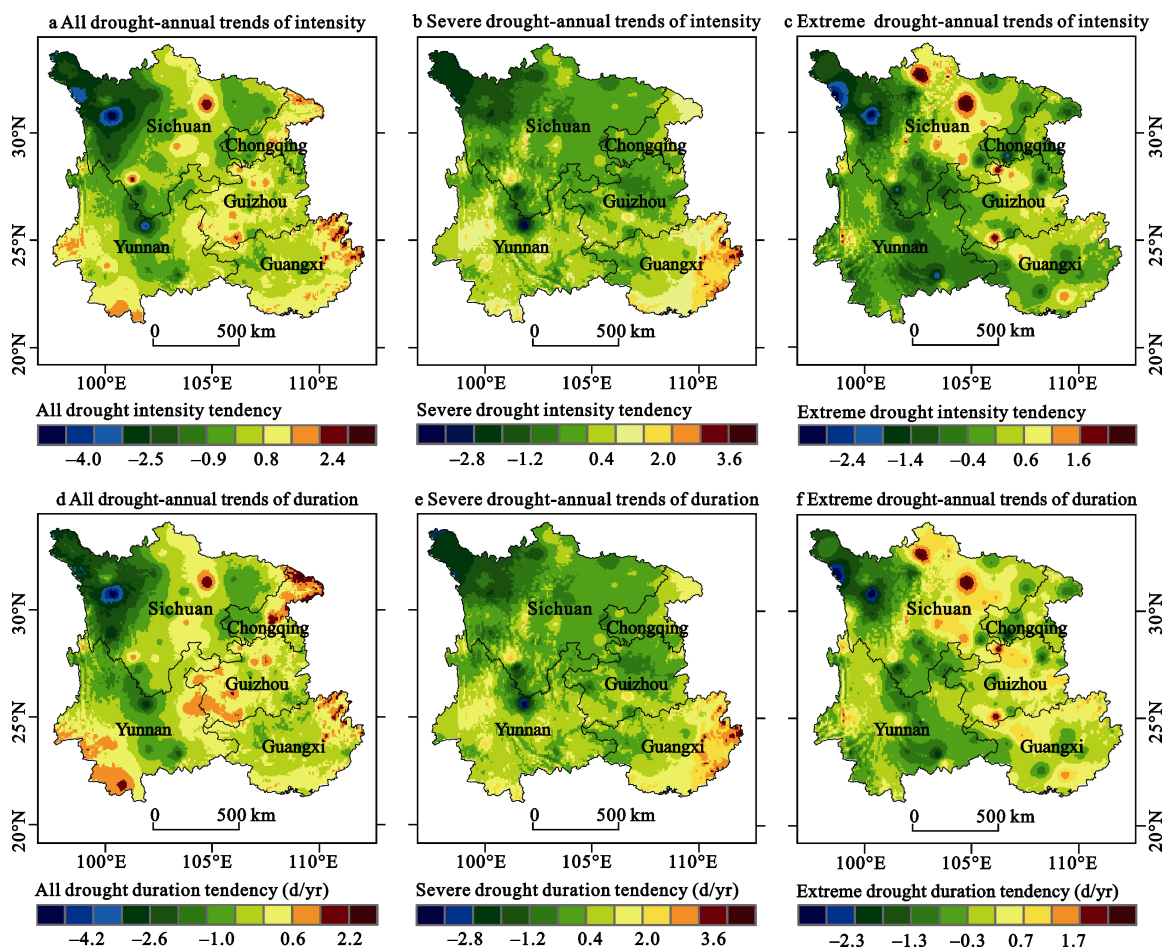 a All drought-annual trends of intensity
b Severe drought-annual trends of intensity
c Extreme drought-annual trends of intensity
30°N
25°N
20°N
Sichuan
Chongqing
Guizhou
Yunnan
Guangxi
0 500 km
100°E 105°E 110°E
Sichuan
Chongqing
Guizhou
Yunnan
Guangxi
0 500 km
100°E 105°E 110°E
Sichuan
Chongqing
Guizhou
Yunnan
Guangxi
0 500 km
100°E 105°E 110°E
30°N
25°N
20°N
All drought intensity tendency
−4.0 −2.5 −0.9 0.8 2.4
Severe drought intensity tendency
−2.8 −1.2 0.4 2.0 3.6
Extreme drought intensity tendency
−2.4 −1.4 −0.4 0.6 1.6
d All drought-annual trends of duration
e Severe drought-annual trends of duration
f Extreme drought-annual trends of duration
30°N
25°N
20°N
Sichuan
Chongqing
Guizhou
Yunnan
Guangxi
0 500 km
100°E 105°E 110°E
Sichuan
Chongqing
Guizhou
Yunnan
Guangxi
0 500 km
100°E 105°E 110°E
Sichuan
Chongqing
Guizhou
Yunnan
Guangxi
0 500 km
100°E 105°E 110°E
30°N
25°N
20°N
All drought duration tendency (d/yr)
−4.2 −2.6 −1.0 0.6 2.2
Severe drought duration tendency (d/yr)
−2.8 −1.2 0.4 2.0 3.6
Extreme drought duration tendency (d/yr)
−2.3 −1.3 −0.3 0.7 1.7